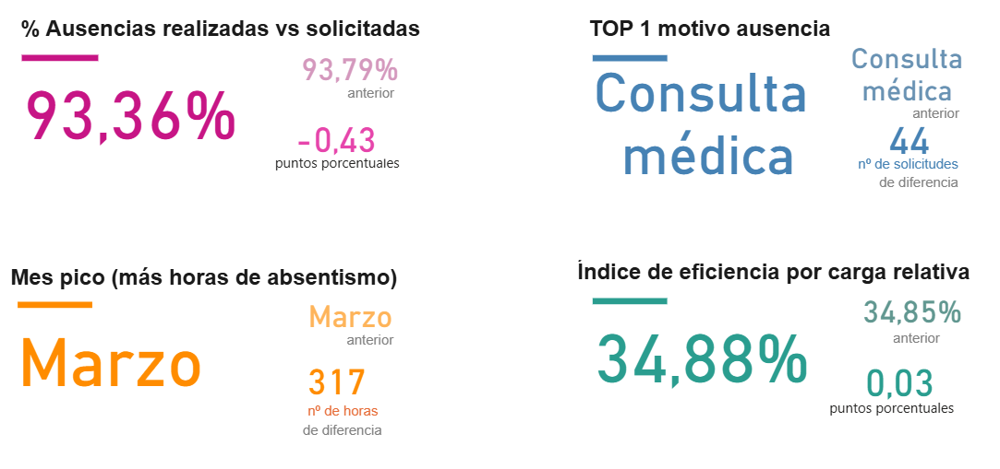 % Ausencias realizadas vs solicitadas
93,36%
93,79%
anterior
-0,43
puntos porcentuales
TOP 1 motivo ausencia
Consulta
médica
Consulta
médica
anterior
44
nº de solicitudes
de diferencia
Mes pico (más horas de absentismo)
Marzo
Marzo
anterior
317
nº de horas
de diferencia
Índice de eficiencia por carga relativa
34,88%
34,85%
anterior
0,03
puntos porcentuales